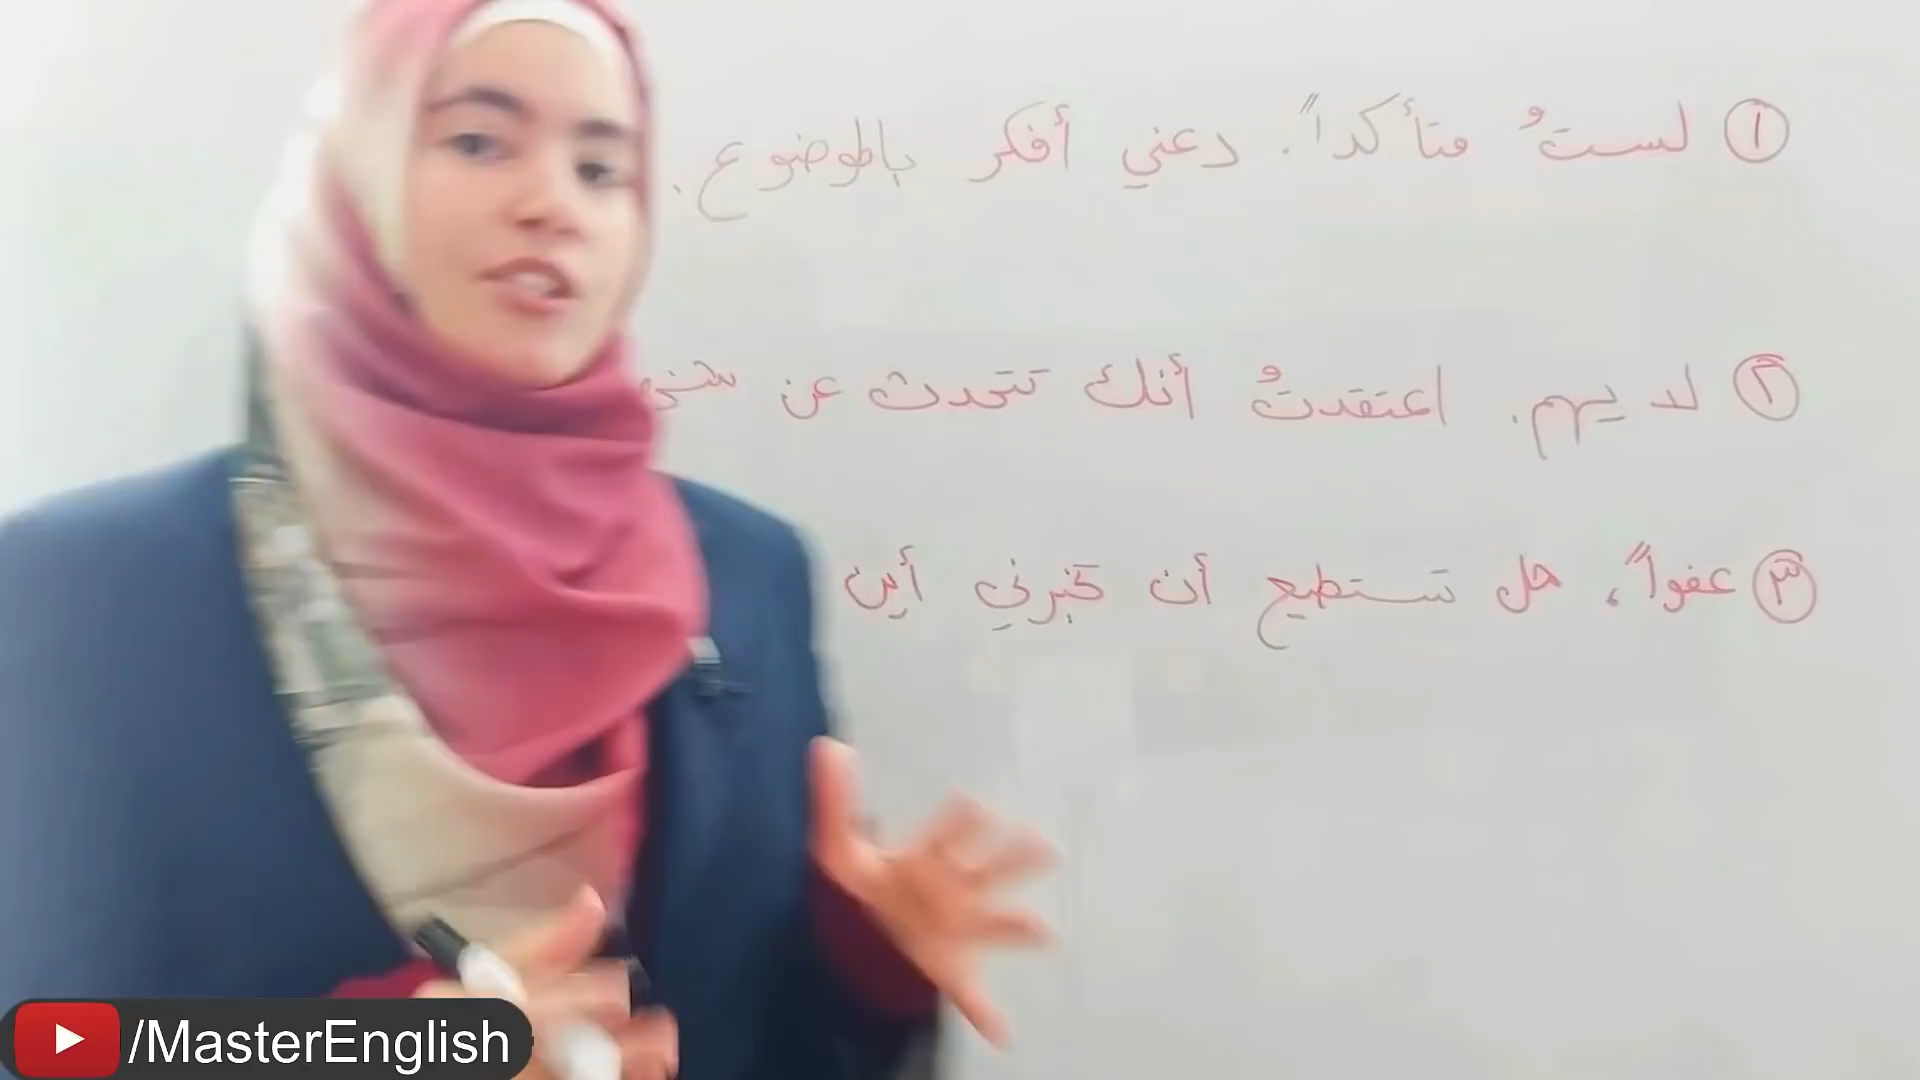 ١ لستُ متأكداً. دعني أفكر بالموضوع.
٢ لا يهم. اعتقدتُ أنك تتحدث عن
٣ عفواً، هل تستطيع أن تخبرني أين
/MasterEnglish